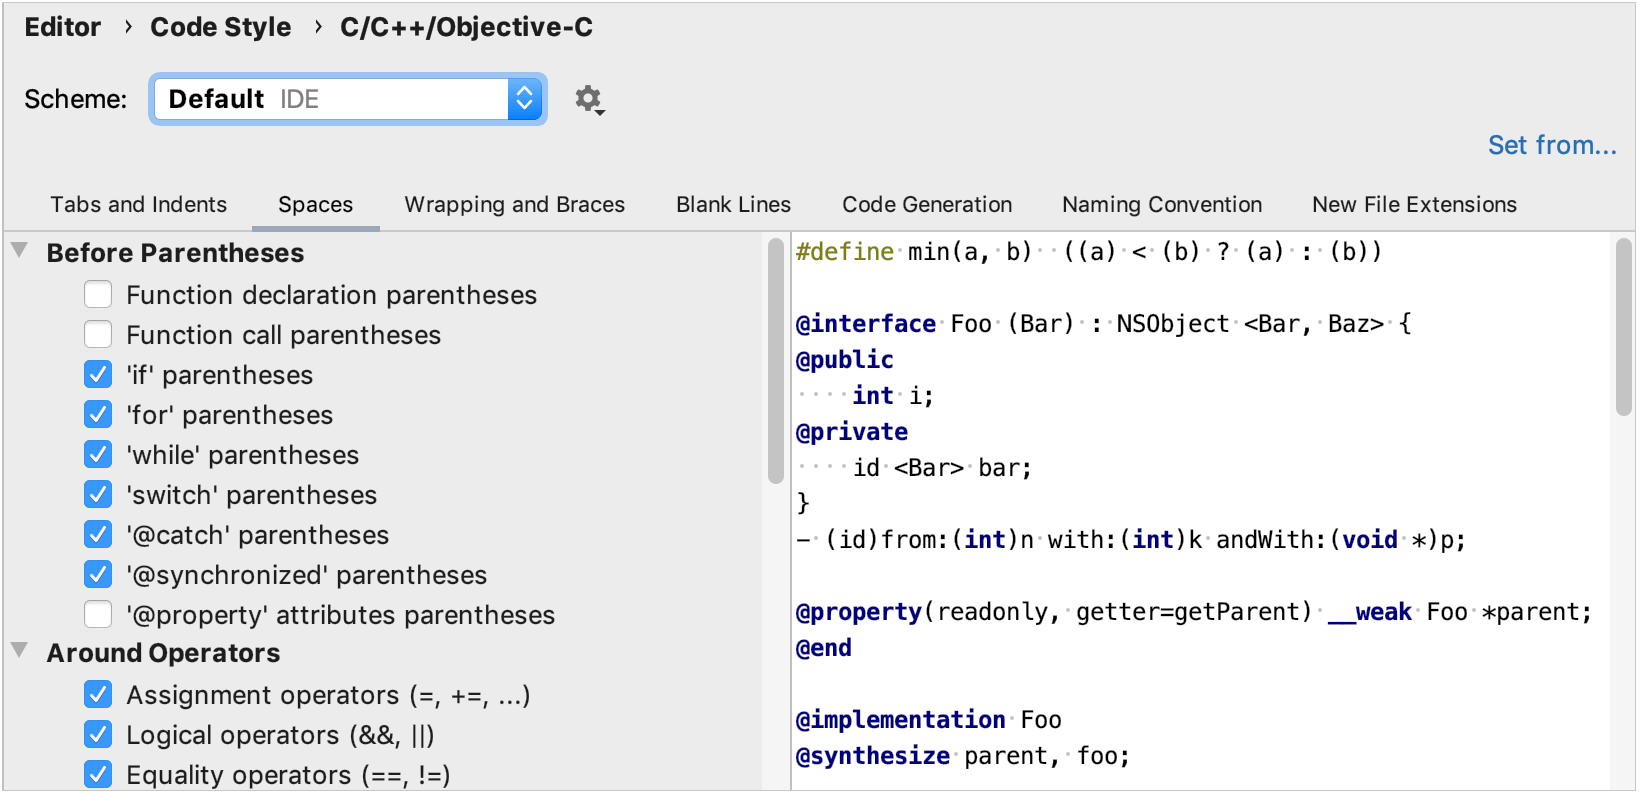 Editor › Code Style › C/C++/Objective-C
Scheme: Default IDE
Set from...
Tabs and Indents Spaces Wrapping and Braces Blank Lines Code Generation Naming Convention New File Extensions
Before Parentheses
Function declaration parentheses
Function call parentheses
'if' parentheses
'for' parentheses
'while' parentheses
'switch' parentheses
'@catch' parentheses
'@synchronized' parentheses
'@property' attributes parentheses
Around Operators
Assignment operators (=, +=, ...)
Logical operators (&&, ||)
Equality operators (==, !=)
#define min(a, b)  ((a) < (b) ? (a) : (b))
@interface Foo (Bar) : NSObject <Bar, Baz> {
@public
    int i;
@private
    id <Bar> bar;
}
- (id)from:(int)n with:(int)k andWith:(void *)p;
@property(readonly, getter=getParent) __weak Foo *parent;
@end
@implementation Foo
@synthesize parent, foo;